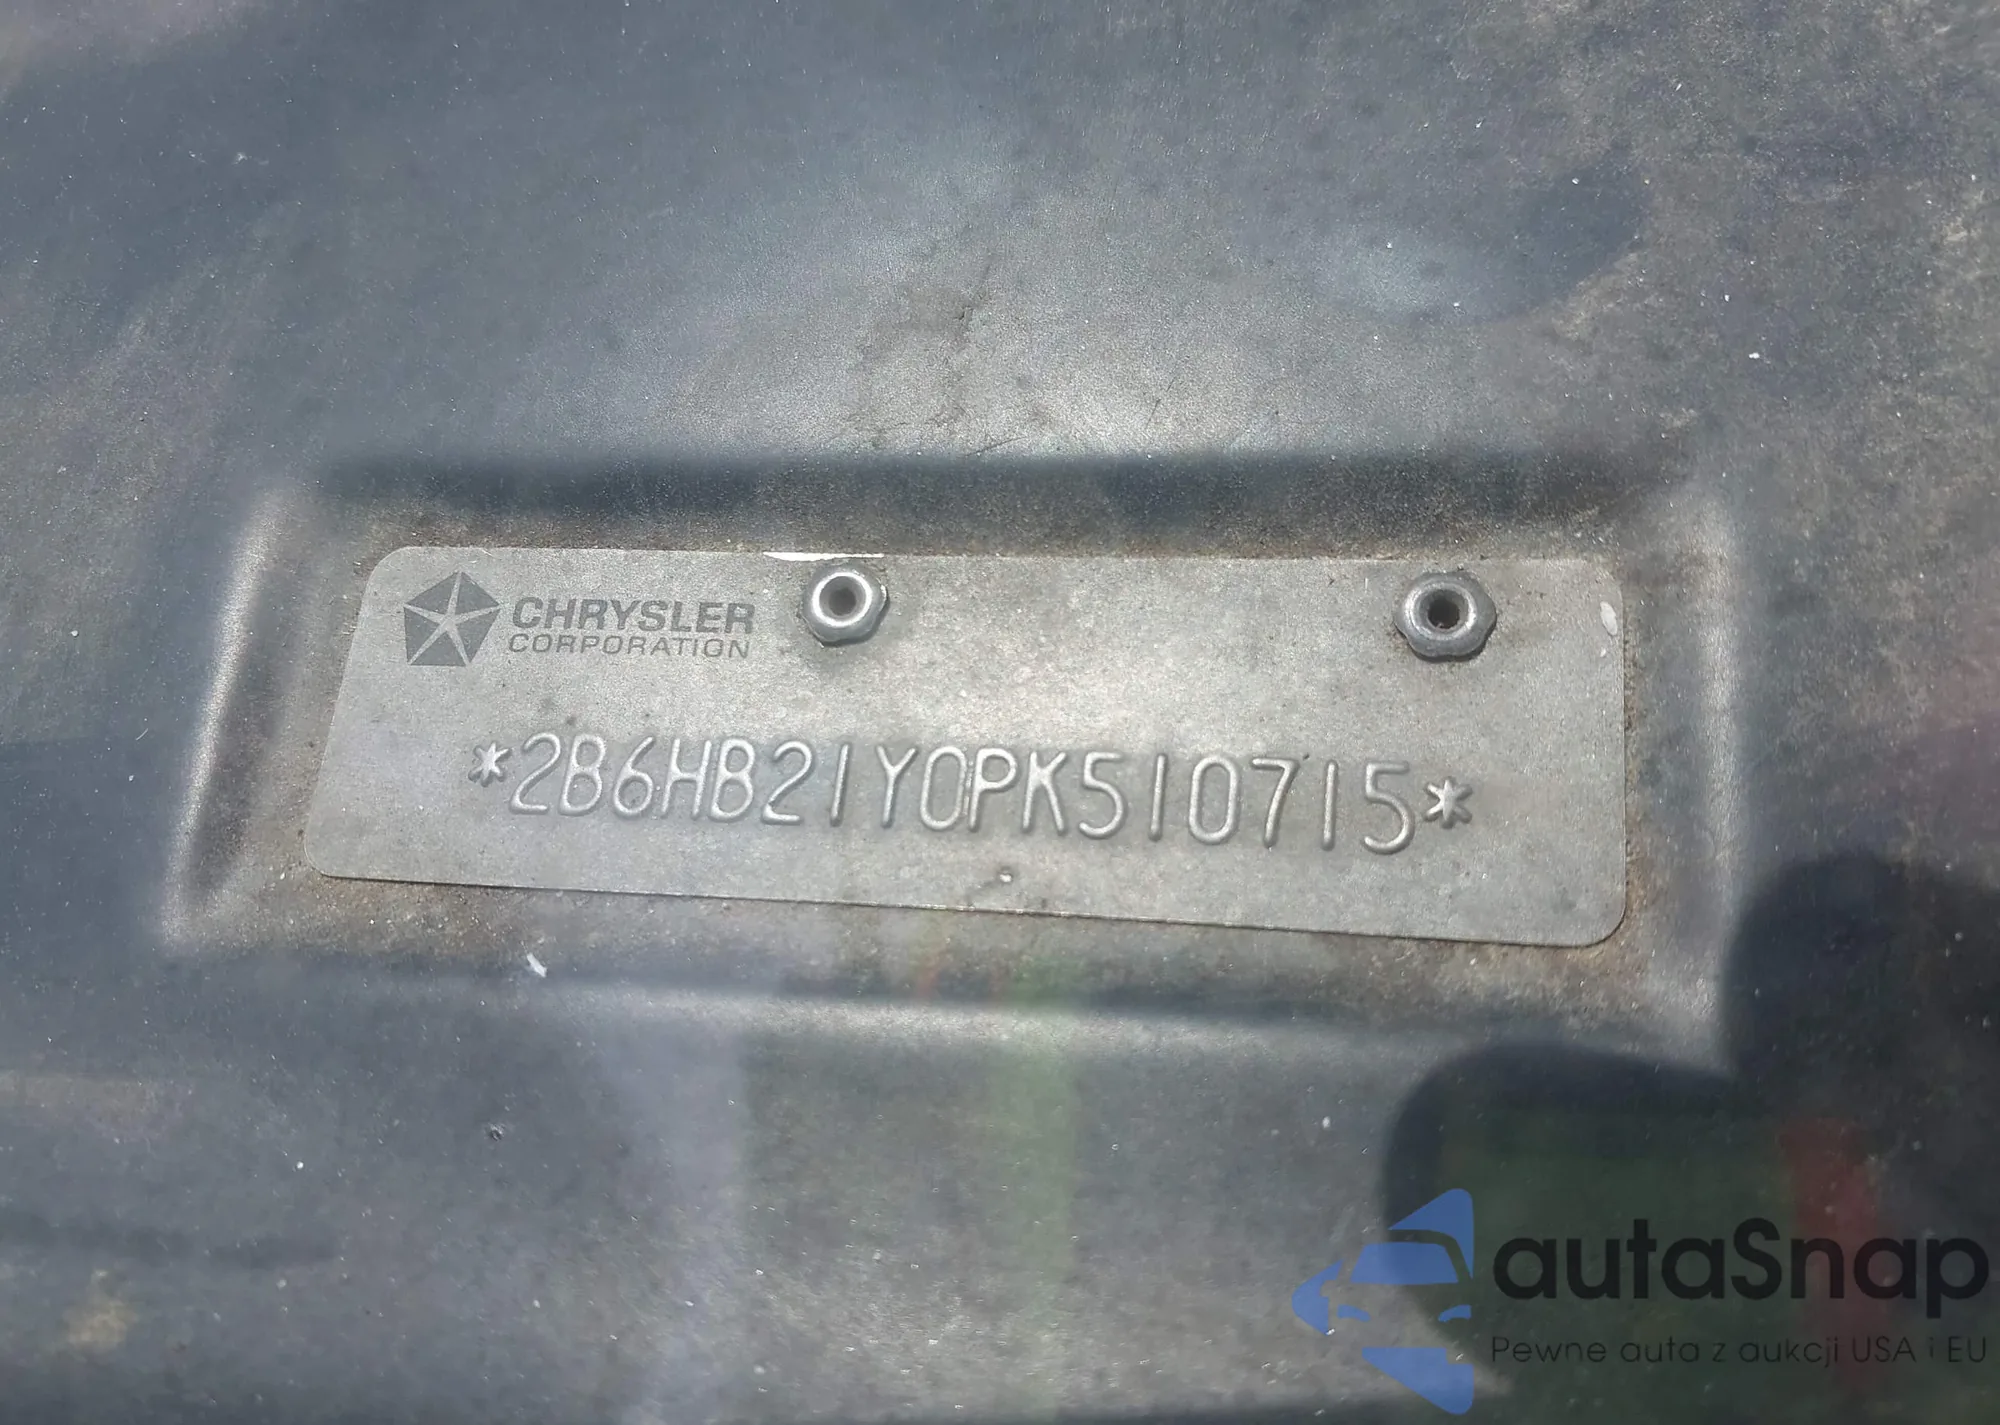 CHRYSLER
CORPORATION
*2B6HB21Y0PK510715*
autaSnap
Pewne auta z aukcji USA i EU